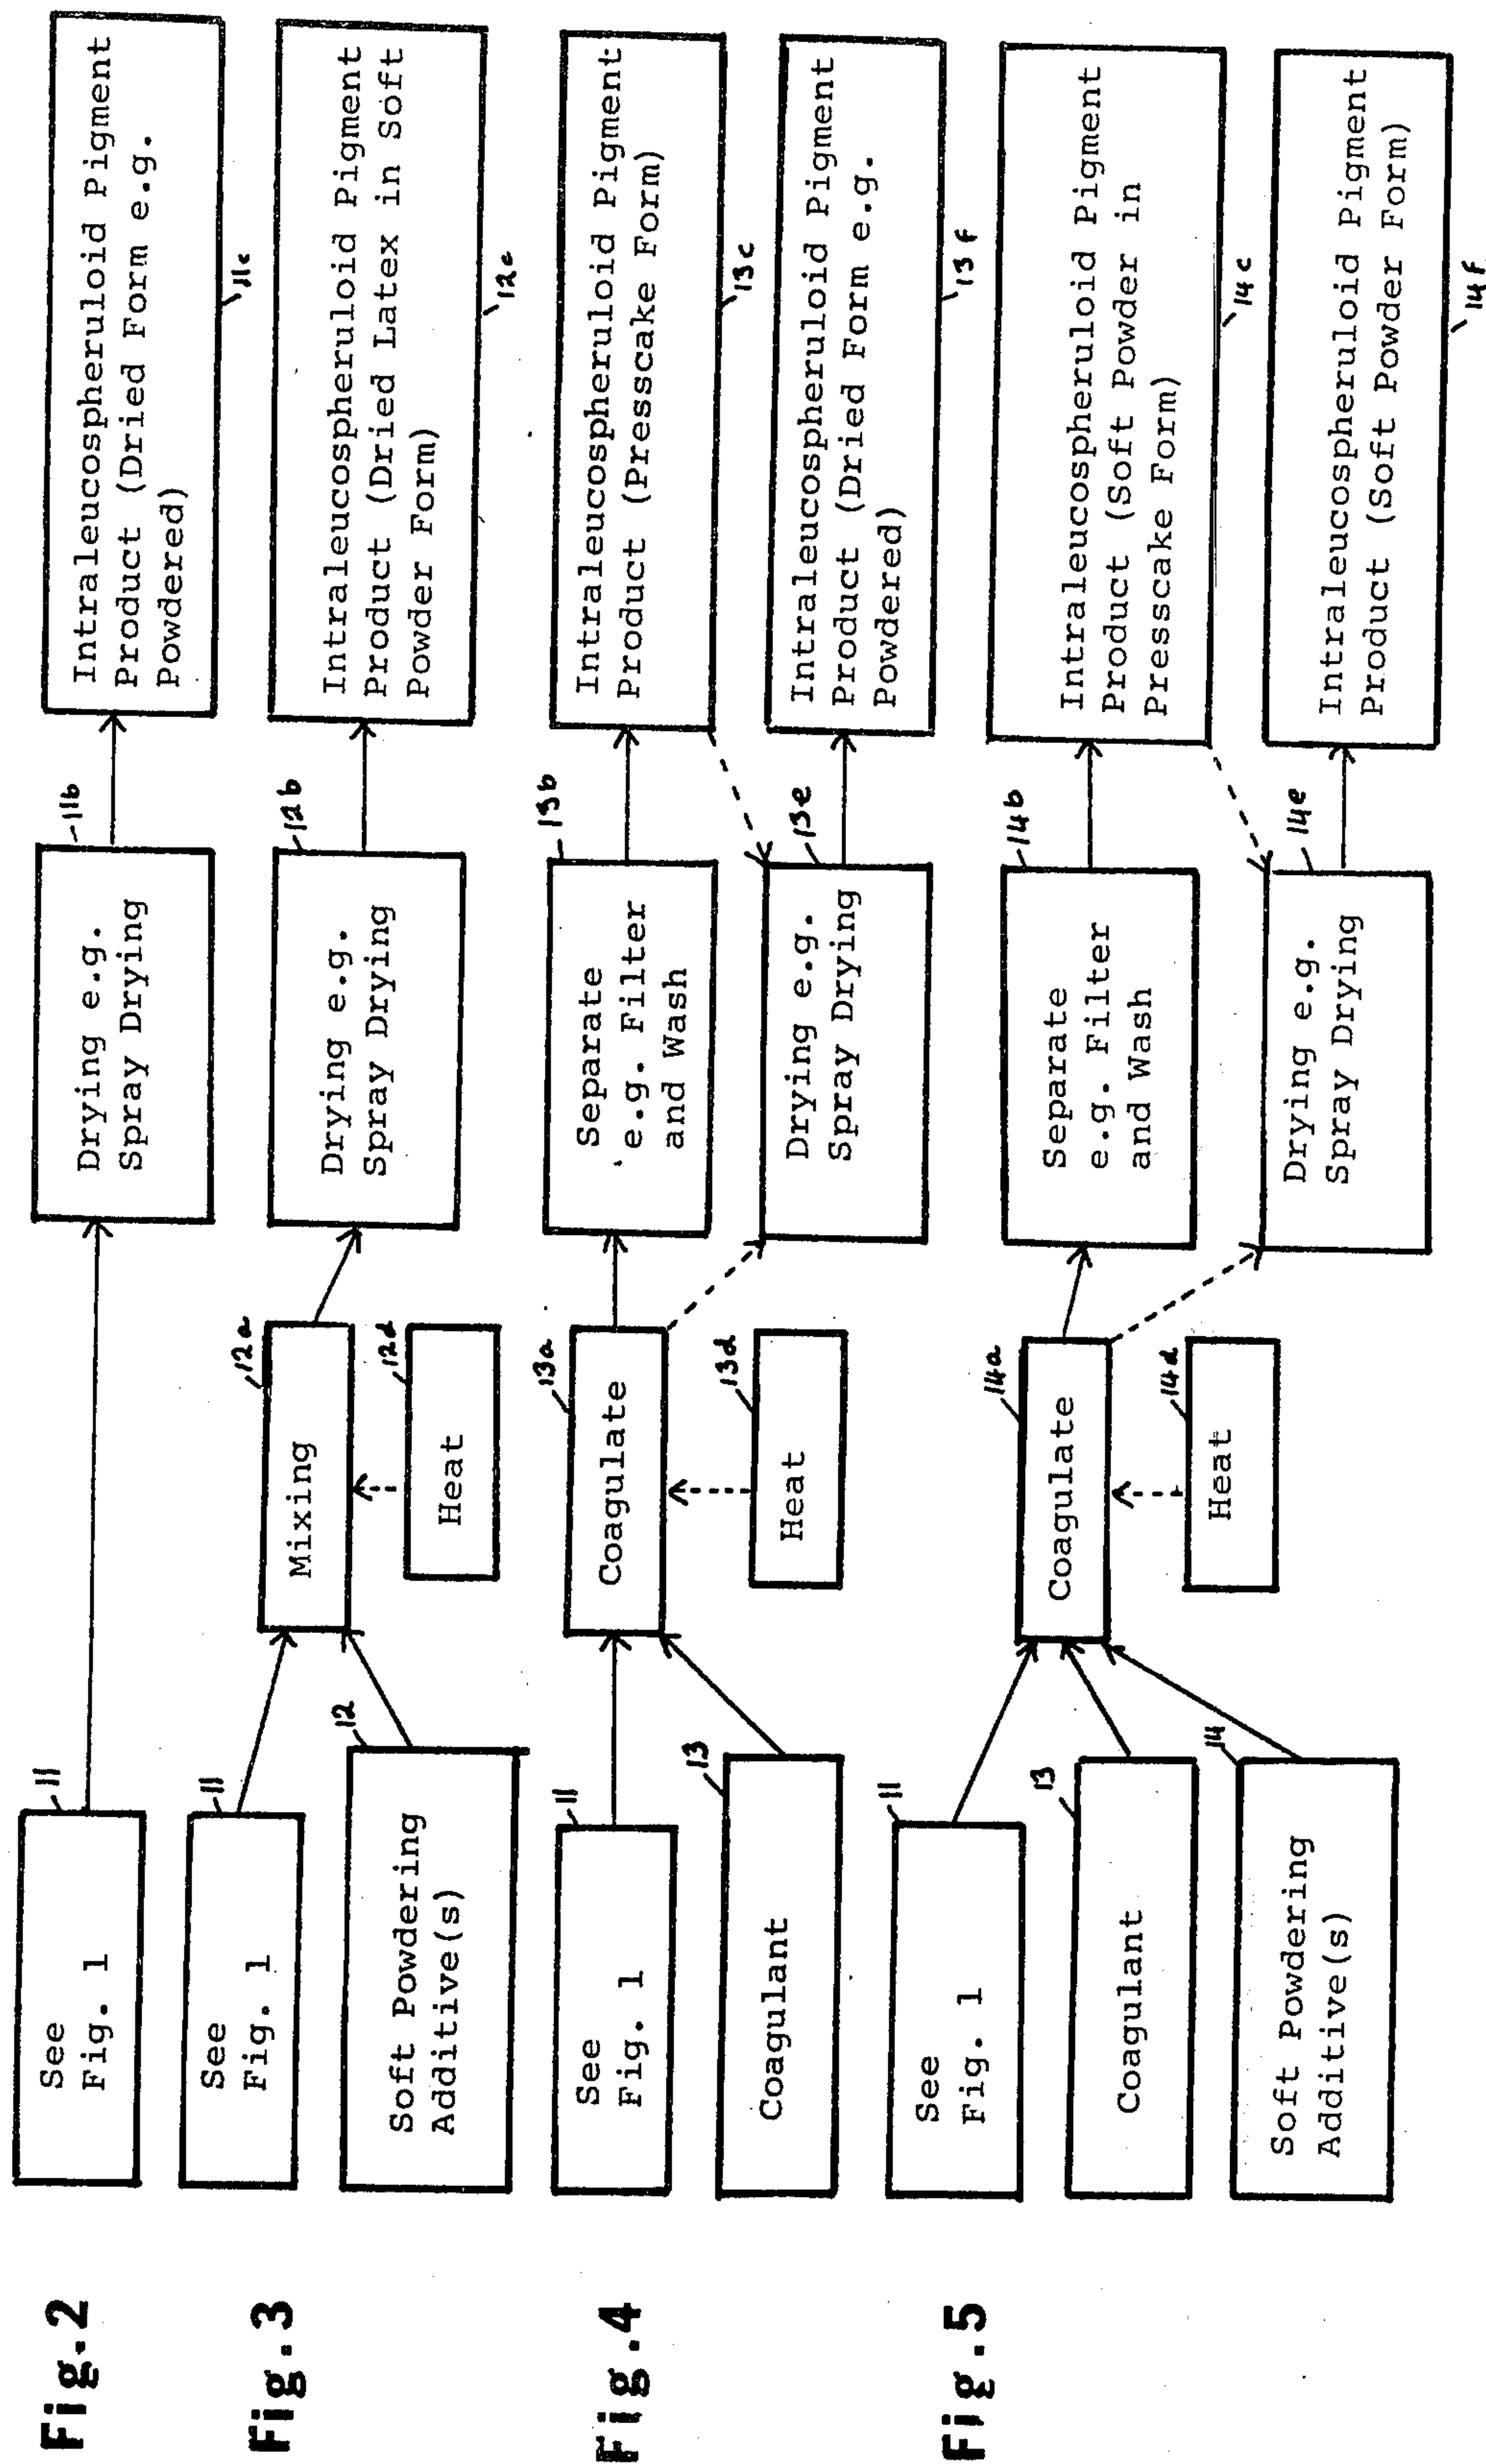 Fig.2
See
Fig. 1
11
Drying e.g.
Spray Drying
11b
Intraleucospheruloid Pigment
Product (Dried Form e.g.
Powdered)
11c
Fig.3
See
Fig. 1
11
Soft Powdering
Additive(s)
12
Mixing
12a
Heat
12d
Drying e.g.
Spray Drying
12b
Intraleucospheruloid Pigment
Product (Dried Latex in Soft
Powder Form)
12c
Fig.4
See
Fig. 1
11
Coagulant
13
Coagulate
13a
Heat
13d
Separate
e.g. Filter
and Wash
13b
Intraleucospheruloid Pigment
Product (Presscake Form)
13c
Drying e.g.
Spray Drying
13e
Intraleucospheruloid Pigment
Product (Dried Form e.g.
Powdered)
13f
Fig.5
See
Fig. 1
11
Coagulant
13
Soft Powdering
Additive(s)
14
Coagulate
14a
Heat
14d
Separate
e.g. Filter
and Wash
14b
Intraleucospheruloid Pigment
Product (Soft Powder in
Presscake Form)
14c
Drying e.g.
Spray Drying
14e
Intraleucospheruloid Pigment
Product (Soft Powder Form)
14f